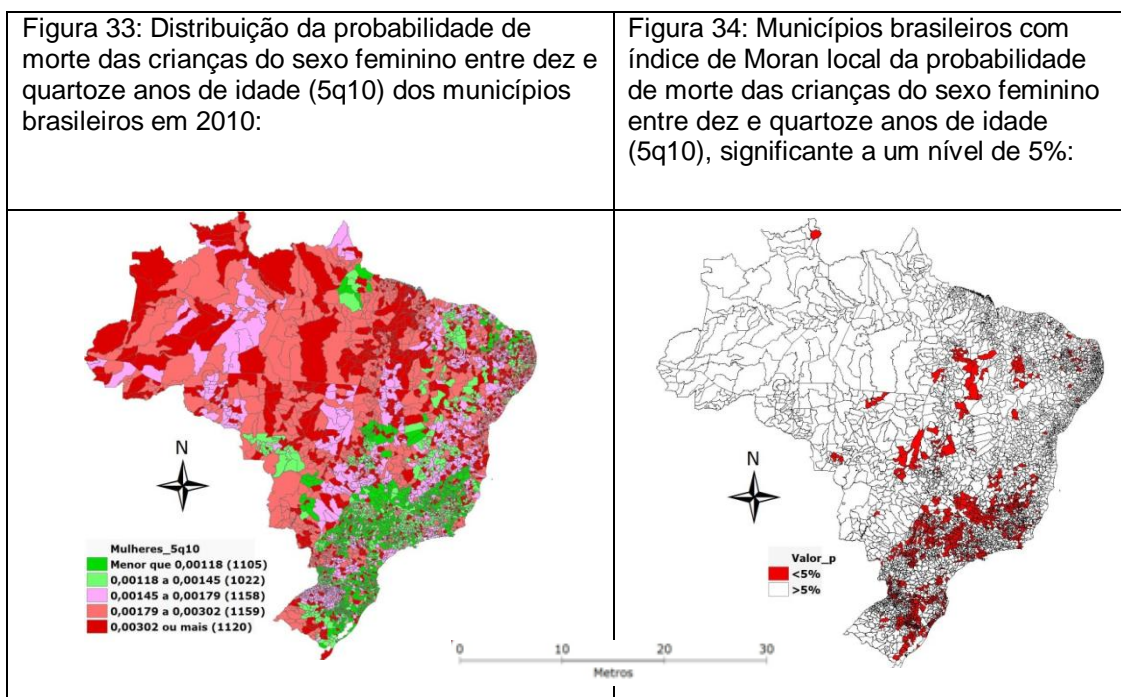 Figura 33: Distribuição da probabilidade de
morte das crianças do sexo feminino entre dez e
quartoze anos de idade (5q10) dos municípios
brasileiros em 2010:
Figura 34: Municípios brasileiros com
índice de Moran local da probabilidade
de morte das crianças do sexo feminino
entre dez e quartoze anos de idade
(5q10), significante a um nível de 5%:
N
Mulheres_5q10
Menor que 0,00118 (1105)
0,00118 a 0,00145 (1022)
0,00145 a 0,00179 (1158)
0,00179 a 0,00302 (1159)
0,00302 ou mais (1120)
N
Valor_p
<5%
>5%
0 10 20 30
Metros